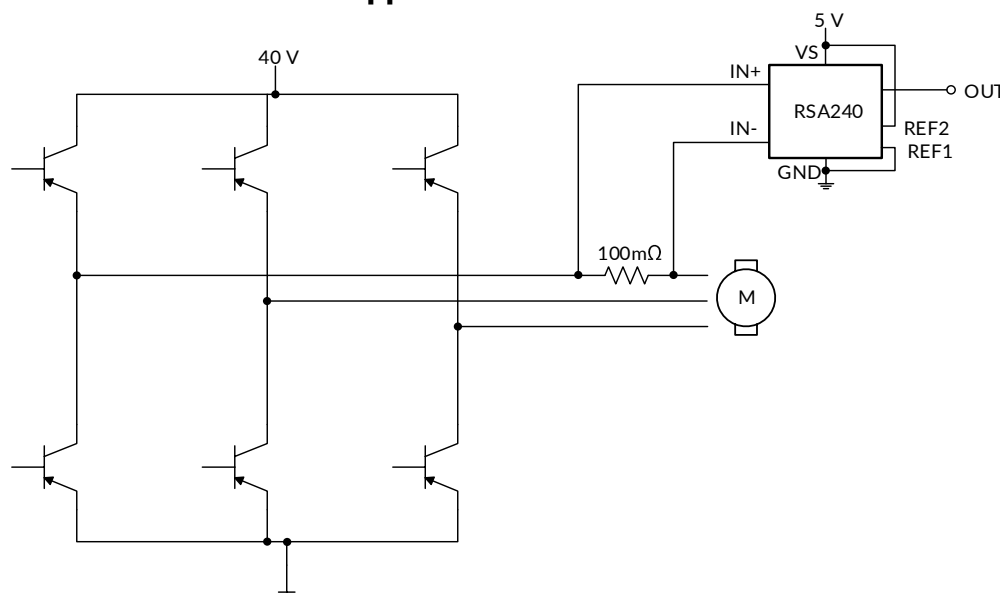 5 V
40 V
VS
IN+
RSA240
OUT
IN-
REF2
REF1
GND
100mΩ
M